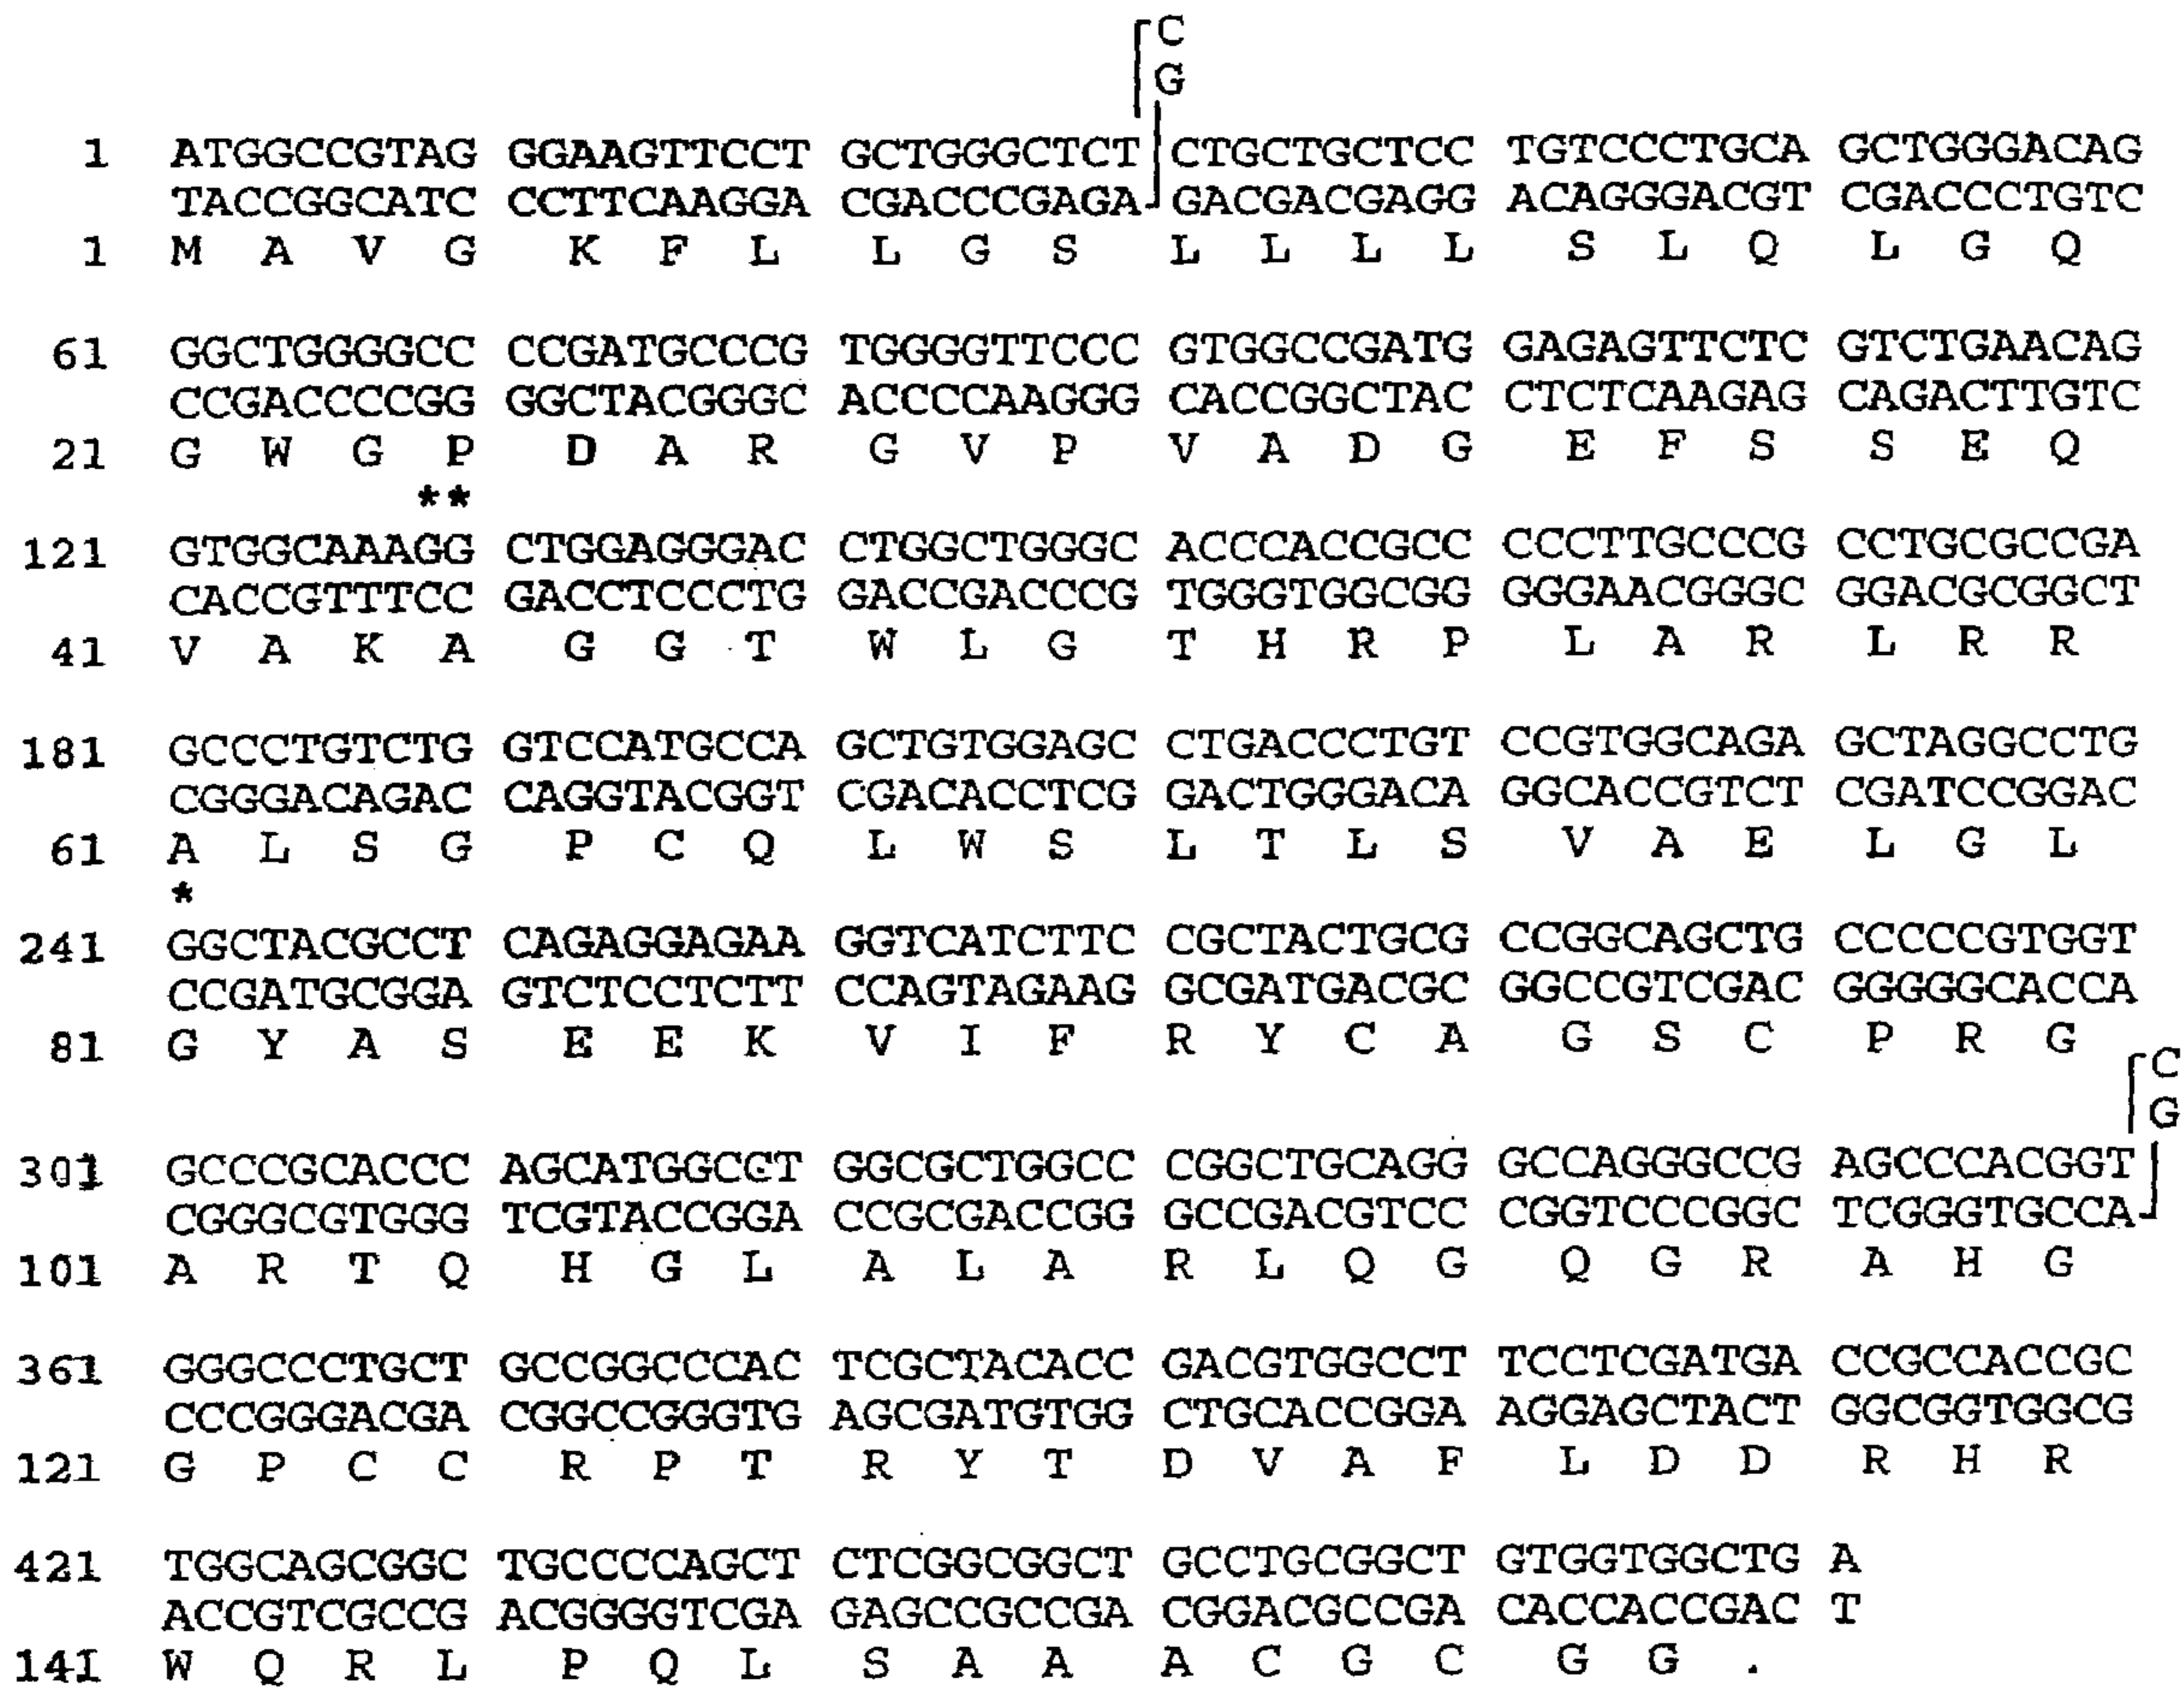 C
G
1 ATGGCCGTAG GGAAGTTCCT GCTGGGCTCT CTGCTGCTCC TGTCCCTGCA GCTGGGACAG
TACCGGCATC CCTTCAAGGA CGACCCGAGA GACGACGAGG ACAGGGACGT CGACCCTGTC
1 M A V G K F L L G S L L L L S L Q L G Q
61 GGCTGGGGCC CCGATGCCCG TGGGGTTCCC GTGGCCGATG GAGAGTTCTC GTCTGAACAG
CCGACCCCGG GGCTACGGGC ACCCCAAGGG CACCGGCTAC CTCTCAAGAG CAGACTTGTC
21 G W G P D A R G V P V A D G E F S S E Q
**
121 GTGGCAAAGG CTGGAGGGAC CTGGCTGGGC ACCCACCGCC CCCTTGCCCG CCTGCGCCGA
CACCGTTTCC GACCTCCCTG GACCGACCCG TGGGTGGCGG GGGAACGGGC GGACGCGGCT
41 V A K A G G T W L G T H R P L A R L R R
181 GCCCTGTCTG GTCCATGCCA GCTGTGGAGC CTGACCCTGT CCGTGGCAGA GCTAGGCCTG
CGGGACAGAC CAGGTACGGT CGACACCTCG GACTGGGACA GGCACCGTCT CGATCCGGAC
61 A L S G P C Q L W S L T L S V A E L G L
*
241 GGCTACGCCT CAGAGGAGAA GGTCATCTTC CGCTACTGCG CCGGCAGCTG CCCCCGTGGT
CCGATGCGGA GTCTCCTCTT CCAGTAGAAG GCGATGACGC GGCCGTCGAC GGGGGCACCA
81 G Y A S E E K V I F R Y C A G S C P R G
C
G
301 GCCCGCACCC AGCATGGCCT GGCGCTGGCC CGGCTGCAGG GCCAGGGCCG AGCCCACGGT
CGGGCGTGGG TCGTACCGGA CCGCGACCGG GCCGACGTCC CGGTCCCGGC TCGGGTGCCA
101 A R T Q H G L A L A R L Q G Q G R A H G
361 GGGCCCTGCT GCCGGCCCAC TCGCTACACC GACGTGGCCT TCCTCGATGA CCGCCACCGC
CCCGGGACGA CGGCCGGGTG AGCGATGTGG CTGCACCGGA AGGAGCTACT GGCGGTGGCG
121 G P C C R P T R Y T D V A F L D D R H R
421 TGGCAGCGGC TGCCCCAGCT CTCGGCGGCT GCCTGCGGCT GTGGTGGCTG A
ACCGTCGCCG ACGGGGTCGA GAGCCGCCGA CGGACGCCGA CACCACCGAC T
141 W Q R L P Q L S A A A C G C G G .